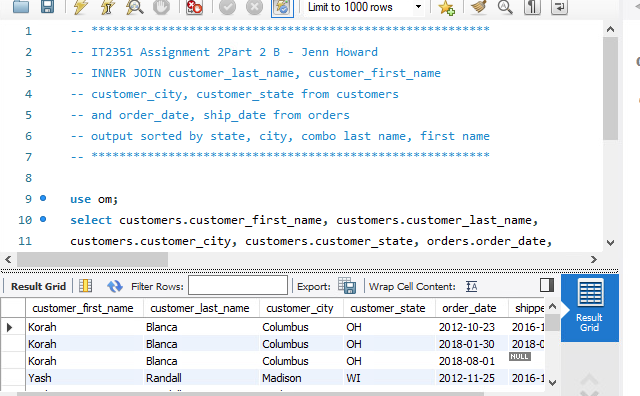 Limit to 1000 rows
1 -- *********************************************************
2 -- IT2351 Assignment 2Part 2 B - Jenn Howard
3 -- INNER JOIN customer_last_name, customer_first_name
4 -- customer_city, customer_state from customers
5 -- and order_date, ship_date from orders
6 -- output sorted by state, city, combo last name, first name
7 -- *********************************************************
8
9 use om;
10 select customers.customer_first_name, customers.customer_last_name,
11 customers.customer_city, customers.customer_state, orders.order_date,
Result Grid Filter Rows: Export: Wrap Cell Content:
customer_first_name customer_last_name customer_city customer_state order_date shippe
Korah Blanca Columbus OH 2012-10-23 2016-1
Korah Blanca Columbus OH 2018-01-30 2018-0
Korah Blanca Columbus OH 2018-08-01 NULL
Yash Randall Madison WI 2012-11-25 2016-1
Result
Grid